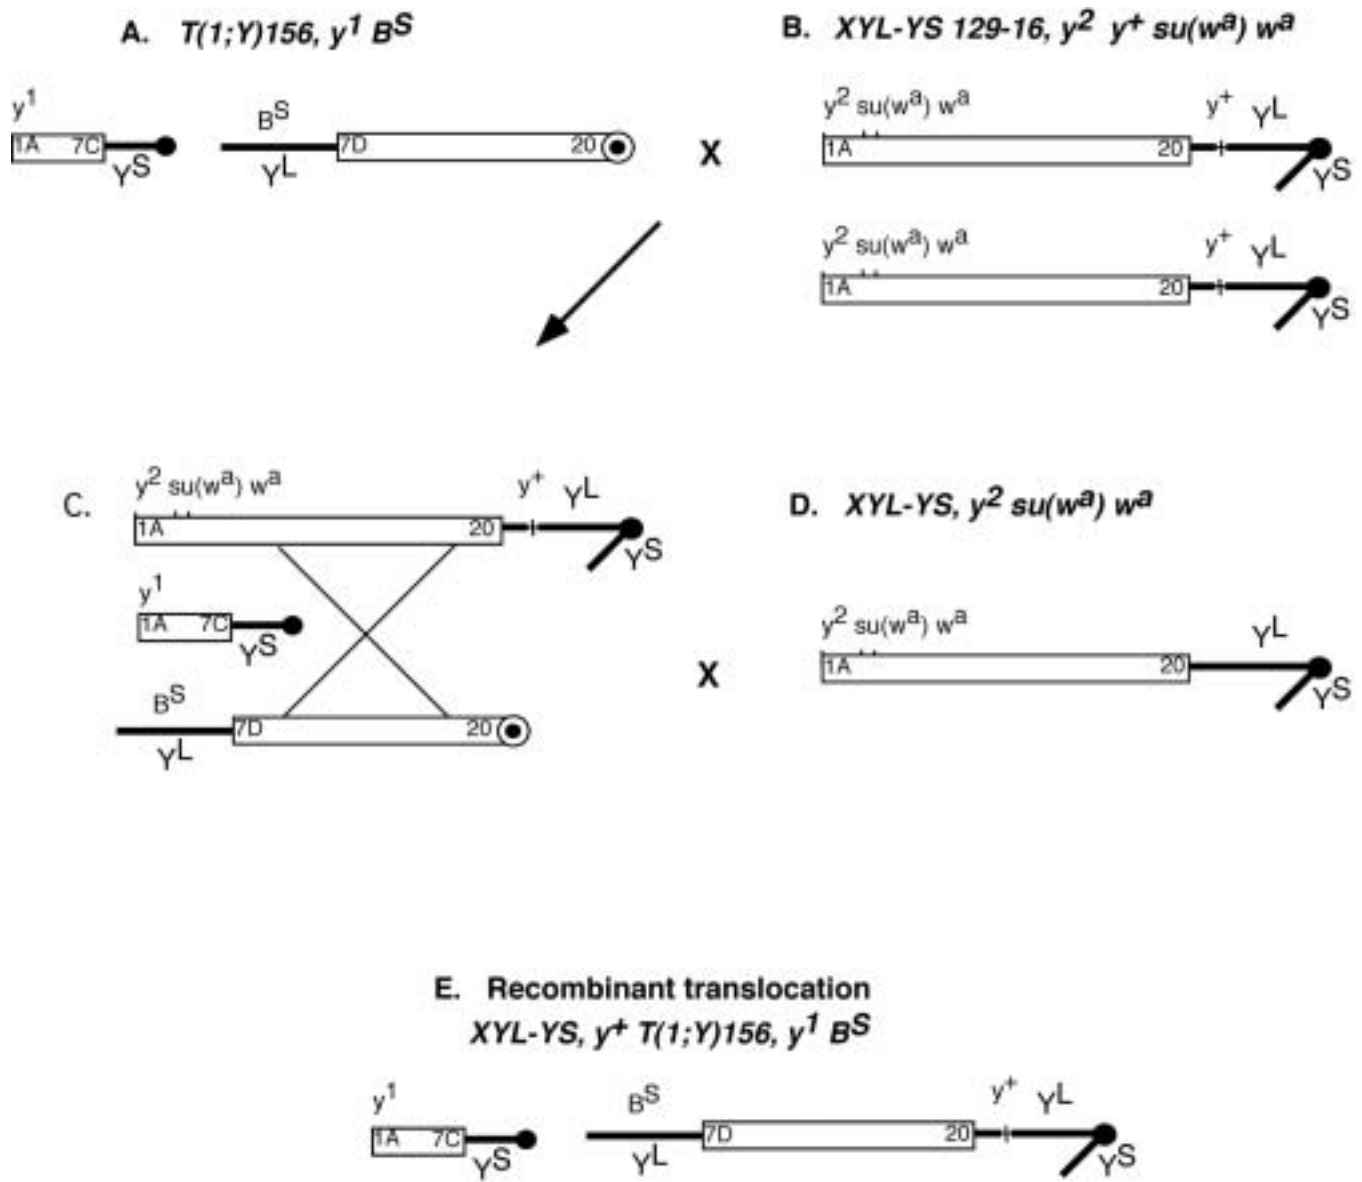 A. T(1;Y)156, y¹ Bˢ
B. XYL-YS 129-16, y² y⁺ su(wᵃ) wᵃ
y¹
1A 7C
Yˢ
Bˢ
Yᴸ
7D 20
X
y² su(wᵃ) wᵃ
y⁺ Yᴸ
1A 20
Yˢ
y² su(wᵃ) wᵃ
y⁺ Yᴸ
1A 20
Yˢ
C.
y² su(wᵃ) wᵃ
y⁺ Yᴸ
1A 20
Yˢ
y¹
1A 7C
Yˢ
Bˢ
Yᴸ
7D 20
X
D. XYL-YS, y² su(wᵃ) wᵃ
y² su(wᵃ) wᵃ
Yᴸ
1A 20
Yˢ
E. Recombinant translocation
XYL-YS, y⁺ T(1;Y)156, y¹ Bˢ
y¹
1A 7C
Yˢ
Bˢ
Yᴸ
7D 20
y⁺ Yᴸ
Yˢ